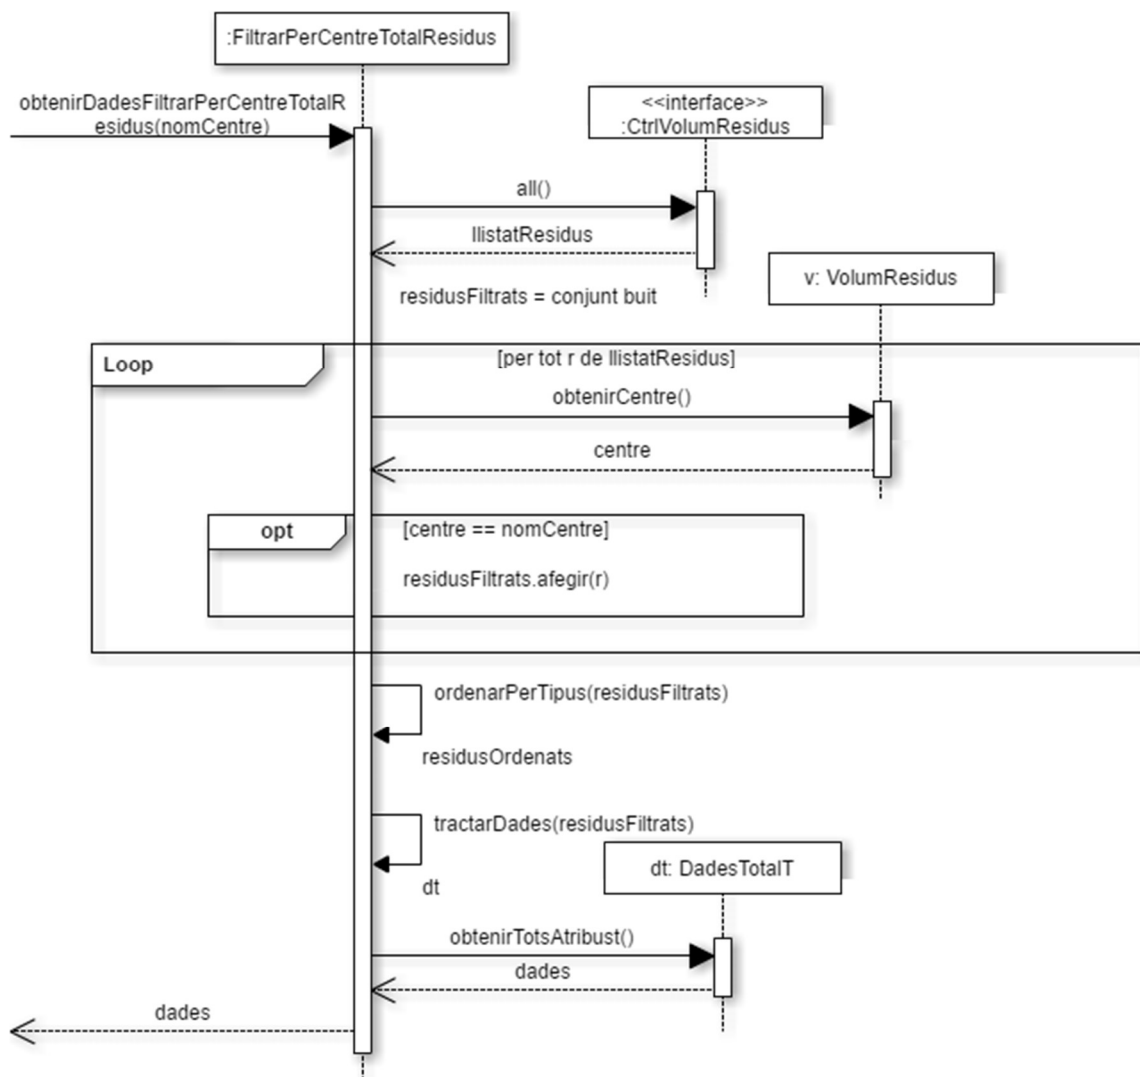 :FiltrarPerCentreTotalResidus
obtenirDadesFiltrarPerCentreTotalR
esidus(nomCentre)
<<interface>>
:CtrlVolumResidus
all()
llistatResidus
v: VolumResidus
residusFiltrats = conjunt buit
Loop
[per tot r de llistatResidus]
obtenirCentre()
centre
opt
[centre == nomCentre]
residusFiltrats.afegir(r)
ordenarPerTipus(residusFiltrats)
residusOrdenats
tractarDades(residusFiltrats)
dt: DadesTotalT
dt
obtenirTotsAtribust()
dades
dades